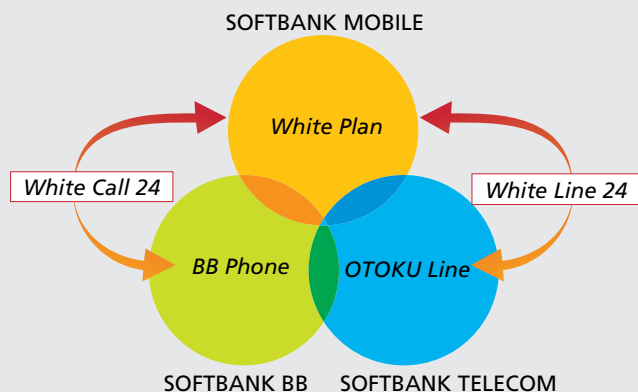 SOFTBANK MOBILE
White Plan
White Call 24
White Line 24
BB Phone
OTOKU Line
SOFTBANK BB
SOFTBANK TELECOM